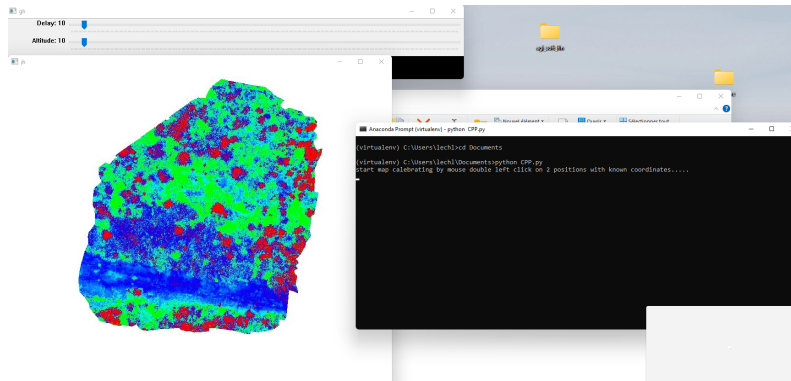 gh
Delay: 10
Altitude: 10
js
Nouvel élément
Ouvrir
Sélectionner tout
Anaconda Prompt (virtualenv) - python CPP.py
(virtualenv) C:\Users\lechl>cd Documents
(virtualenv) C:\Users\lechl\Documents>python CPP.py
start map calebrating by mouse double left click on 2 positions with known coordinates.....